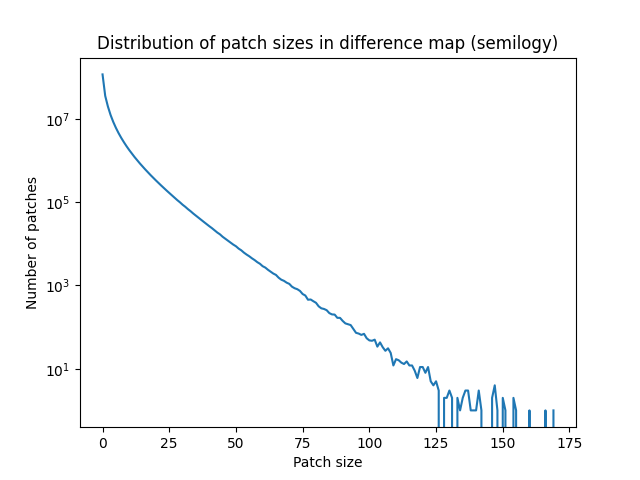 Distribution of patch sizes in difference map (semilogy)
Number of patches
10^7
10^5
10^3
10^1
0 25 50 75 100 125 150 175
Patch size